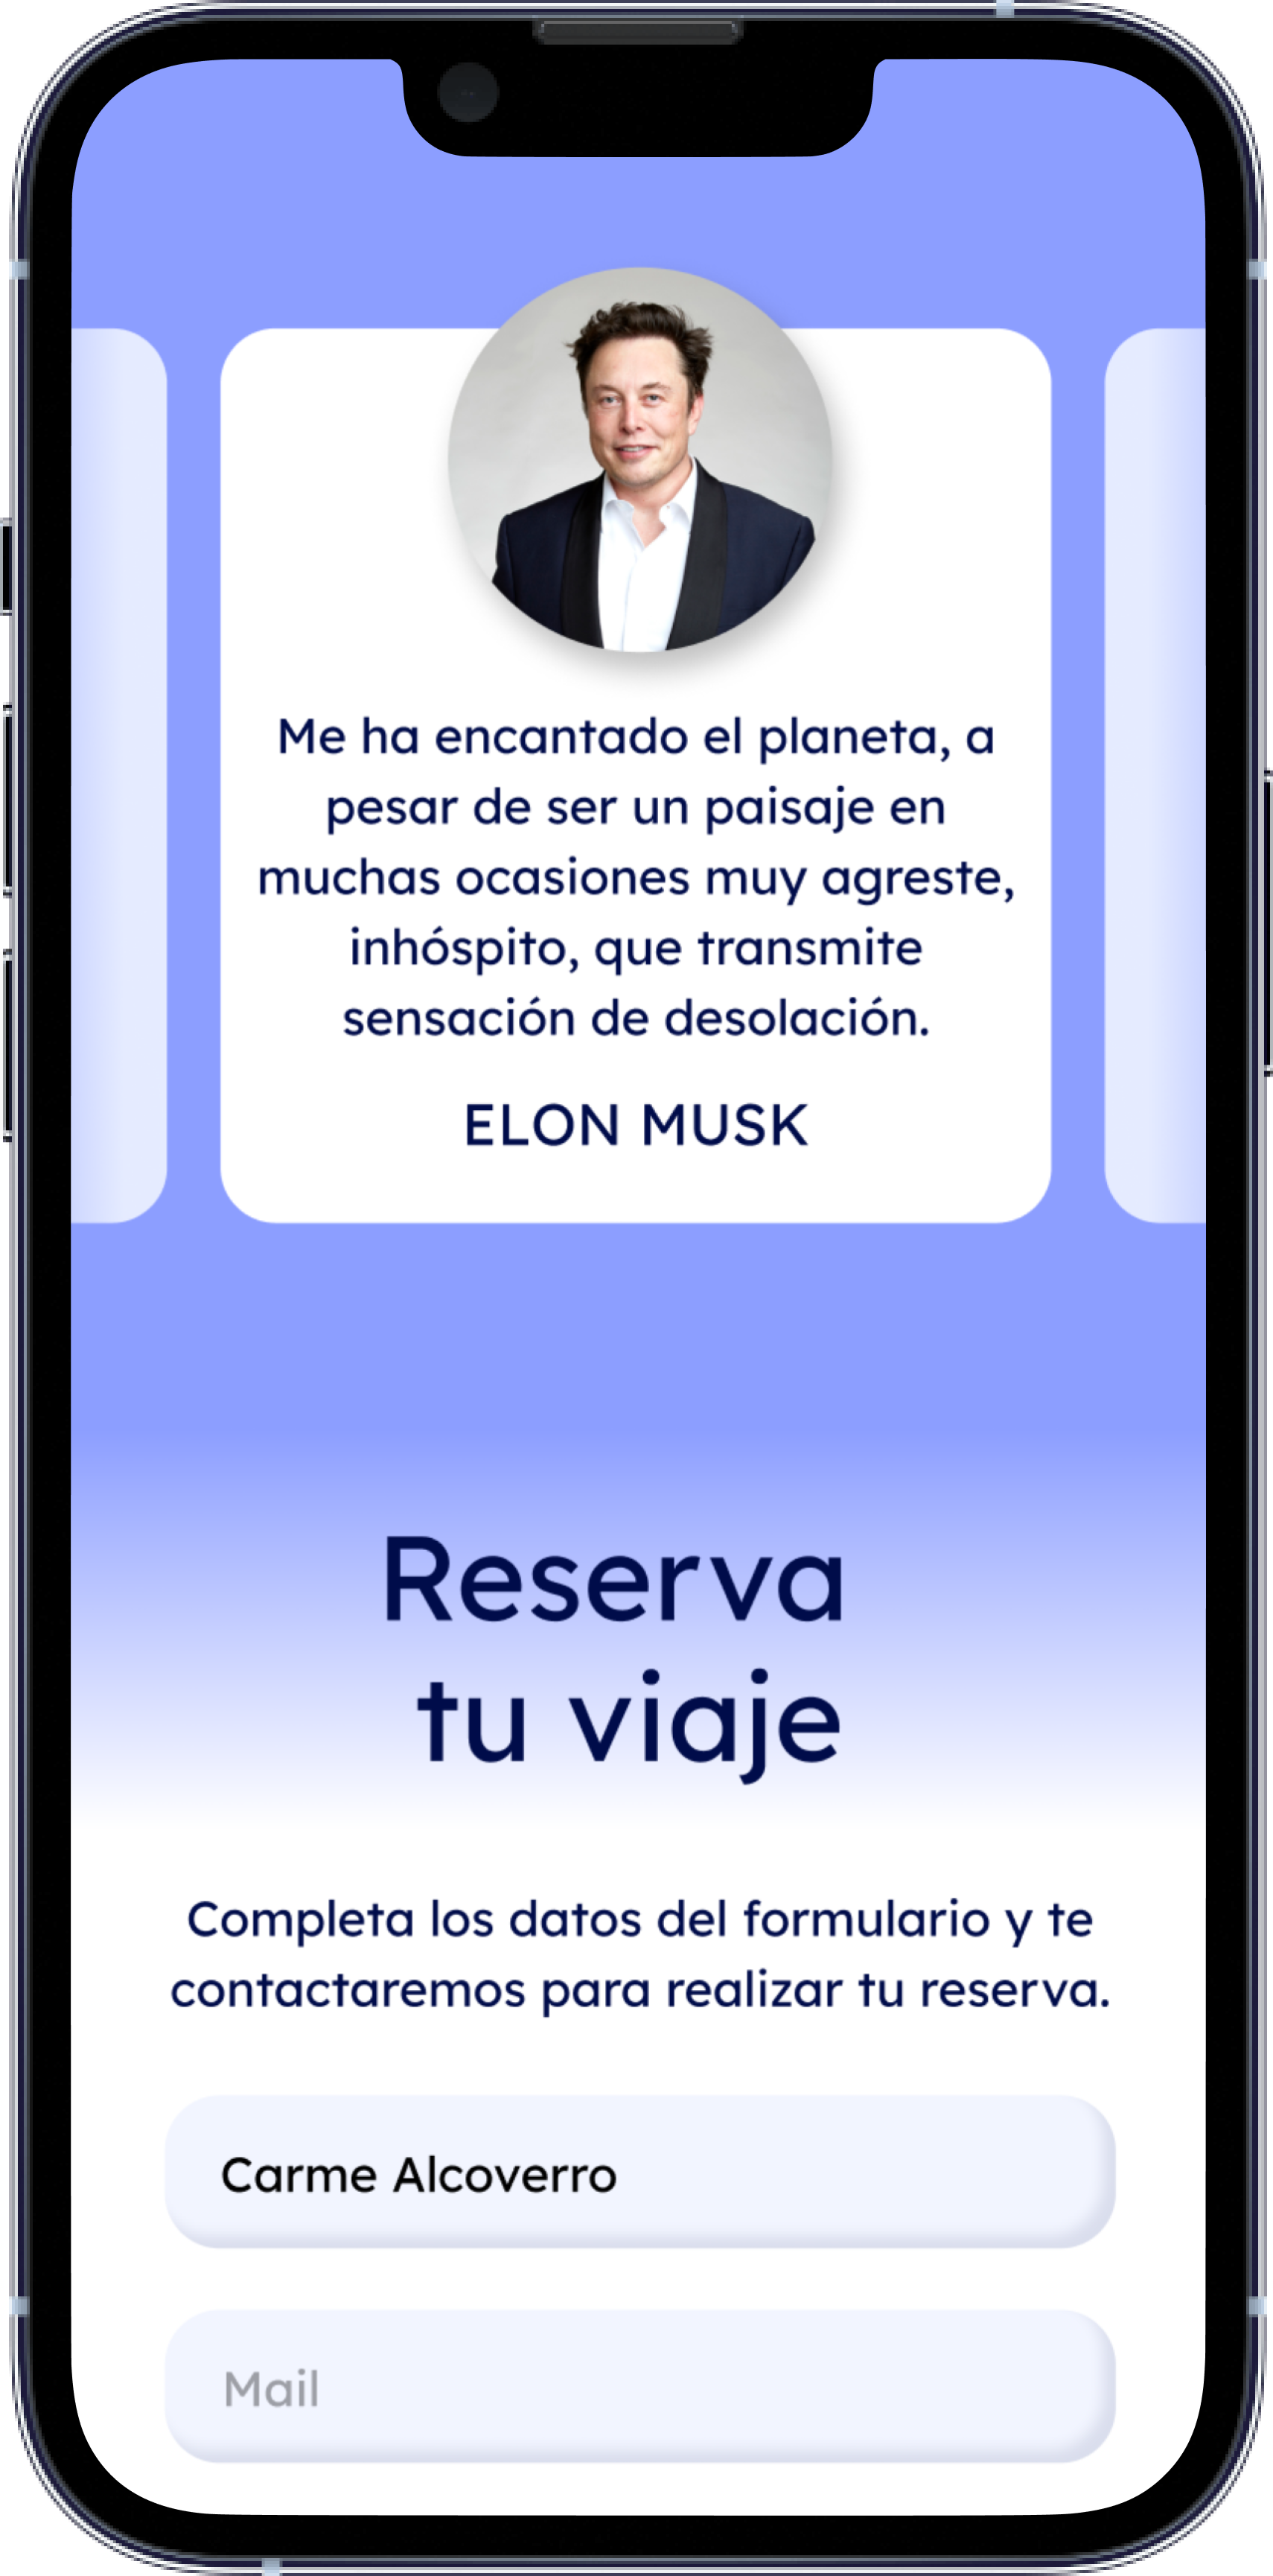 Me ha encantado el planeta, a
pesar de ser un paisaje en
muchas ocasiones muy agreste,
inhóspito, que transmite
sensación de desolación.
ELON MUSK
Reserva
tu viaje
Completa los datos del formulario y te
contactaremos para realizar tu reserva.
Carme Alcoverro
Mail